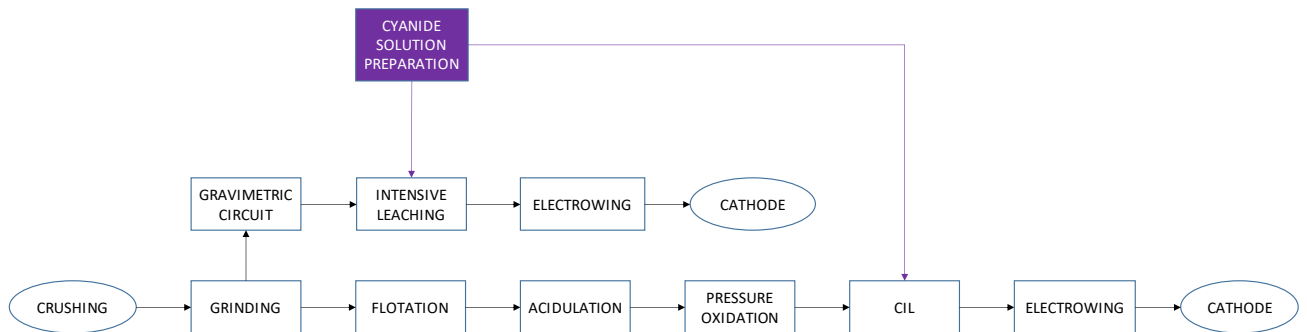 CYANIDE
SOLUTION
PREPARATION
GRAVIMETRIC
CIRCUIT
INTENSIVE
LEACHING
ELECTROWING
CATHODE
CRUSHING
GRINDING
FLOTATION
ACIDULATION
PRESSURE
OXIDATION
CIL
ELECTROWING
CATHODE